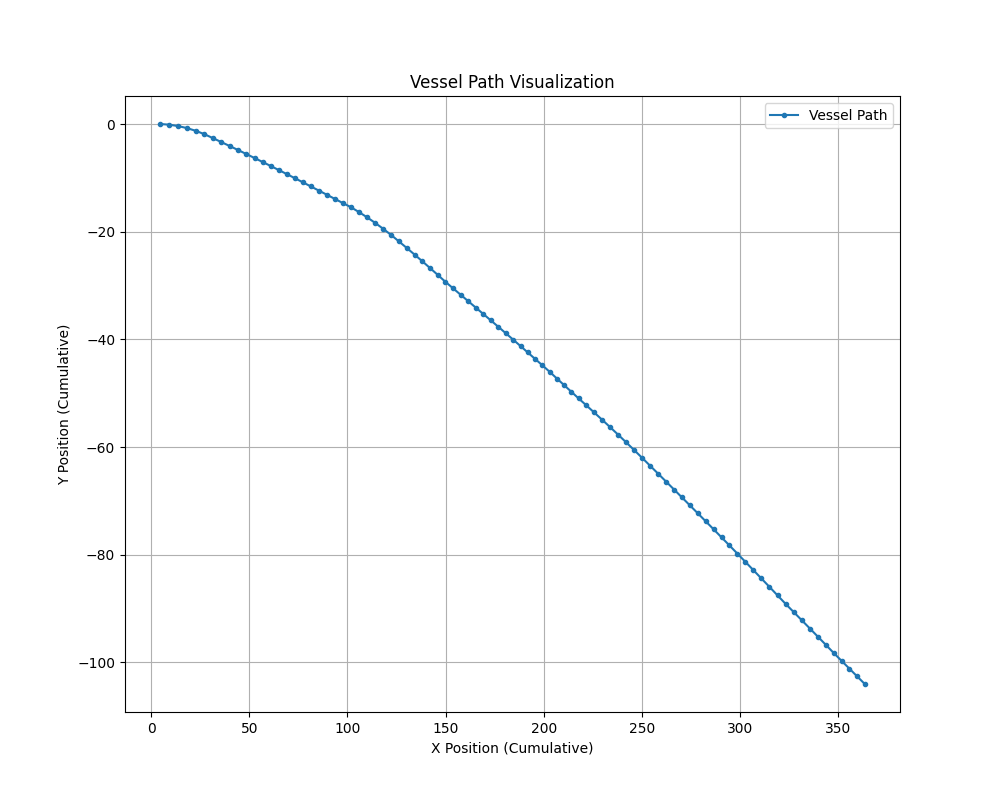 Vessel Path Visualization
Vessel Path
0
−20
−40
−60
−80
−100
Y Position (Cumulative)
0 50 100 150 200 250 300 350
X Position (Cumulative)